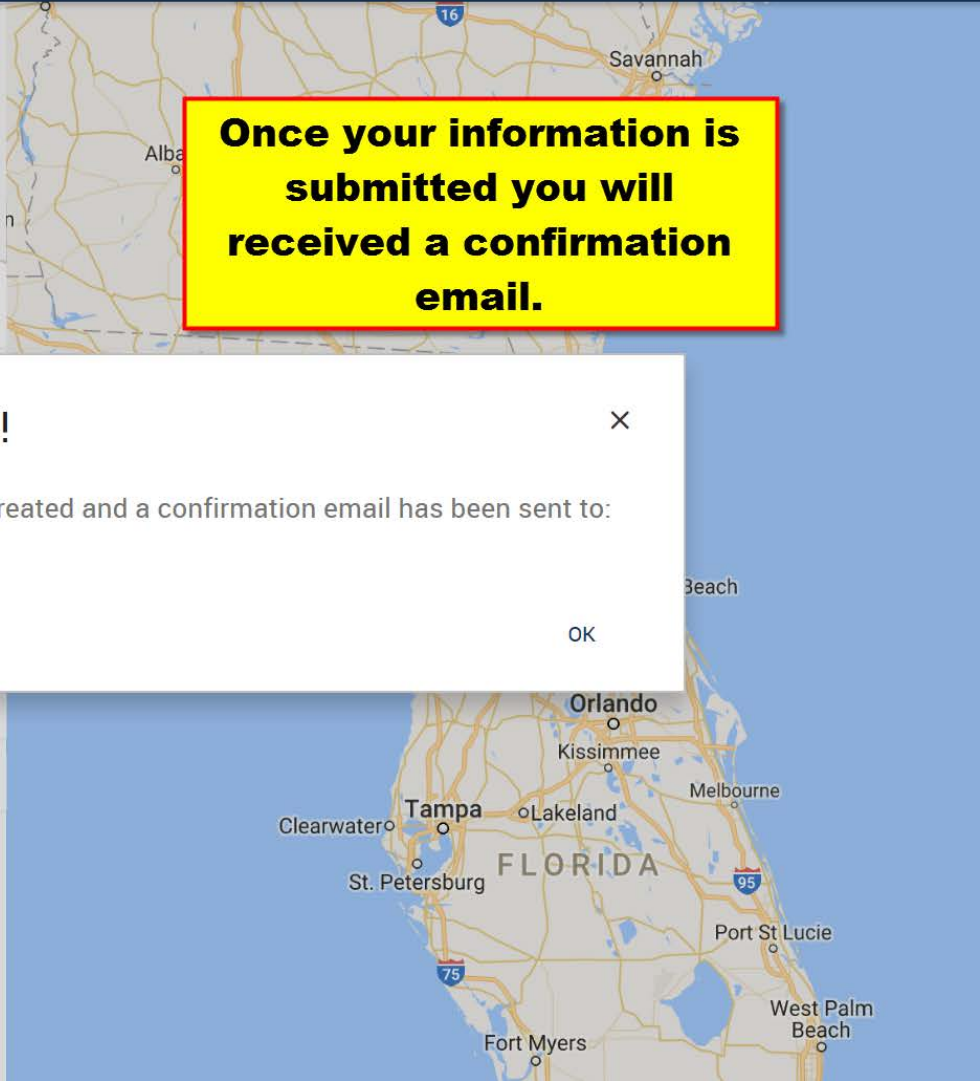 16
Savannah
Once your information is
submitted you will
received a confirmation
email.
Alba
n
!
reated and a confirmation email has been sent to:
Beach
OK
Orlando
Kissimmee
Melbourne
Tampa
Lakeland
Clearwater
FLORIDA
St. Petersburg
95
Port St Lucie
75
West Palm
Beach
Fort Myers